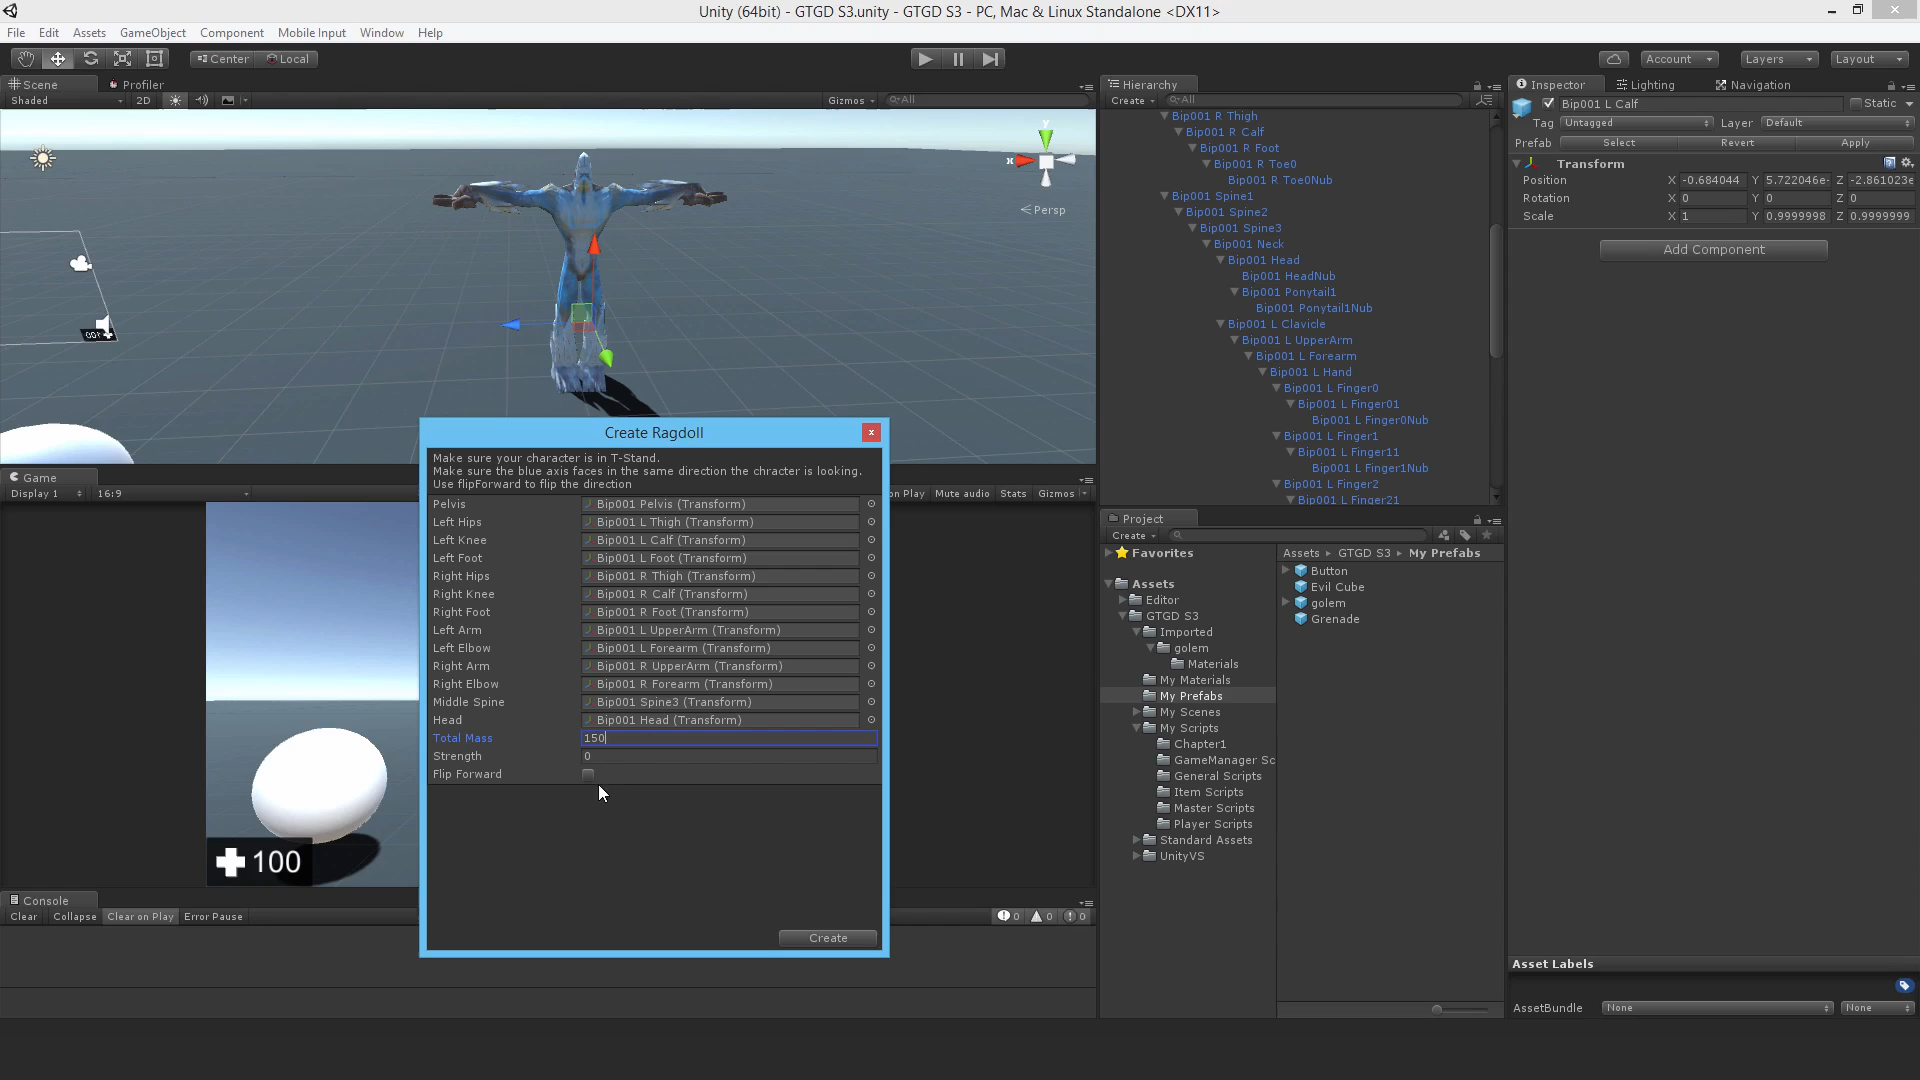 Unity (64bit) - GTGD S3.unity - GTGD S3 - PC, Mac & Linux Standalone <DX11>
File Edit Assets GameObject Component Mobile Input Window Help
Center Local Account Layers Layout
Scene Profiler
Shaded 2D Gizmos All
y
x
Persp
Game
Display 1 16:9 on Play Mute audio Stats Gizmos
100
Console
Clear Collapse Clear on Play Error Pause 0 0 0
Create Ragdoll
x
Make sure your character is in T-Stand.
Make sure the blue axis faces in the same direction the chracter is looking.
Use flipForward to flip the direction
Pelvis Bip001 Pelvis (Transform)
Left Hips Bip001 L Thigh (Transform)
Left Knee Bip001 L Calf (Transform)
Left Foot Bip001 L Foot (Transform)
Right Hips Bip001 R Thigh (Transform)
Right Knee Bip001 R Calf (Transform)
Right Foot Bip001 R Foot (Transform)
Left Arm Bip001 L UpperArm (Transform)
Left Elbow Bip001 L Forearm (Transform)
Right Arm Bip001 R UpperArm (Transform)
Right Elbow Bip001 R Forearm (Transform)
Middle Spine Bip001 Spine3 (Transform)
Head Bip001 Head (Transform)
Total Mass 150
Strength 0
Flip Forward
Create
Hierarchy
Create All
Bip001 R Thigh
Bip001 R Calf
Bip001 R Foot
Bip001 R Toe0
Bip001 R Toe0Nub
Bip001 Spine1
Bip001 Spine2
Bip001 Spine3
Bip001 Neck
Bip001 Head
Bip001 HeadNub
Bip001 Ponytail1
Bip001 Ponytail1Nub
Bip001 L Clavicle
Bip001 L UpperArm
Bip001 L Forearm
Bip001 L Hand
Bip001 L Finger0
Bip001 L Finger01
Bip001 L Finger0Nub
Bip001 L Finger1
Bip001 L Finger11
Bip001 L Finger1Nub
Bip001 L Finger2
Bip001 L Finger21
Project
Create
Favorites
Assets
Editor
GTGD S3
Imported
golem
Materials
My Materials
My Prefabs
My Scenes
My Scripts
Chapter1
GameManager Sc
General Scripts
Item Scripts
Master Scripts
Player Scripts
Standard Assets
UnityVS
Assets GTGD S3 My Prefabs
Button
Evil Cube
golem
Grenade
Inspector Lighting Navigation
Bip001 L Calf Static
Tag Untagged Layer Default
Prefab Select Revert Apply
Transform
Position X -0.684044 Y 5.722046e- Z -2.861023e
Rotation X 0 Y 0 Z 0
Scale X 1 Y 0.9999998 Z 0.9999999
Add Component
Asset Labels
AssetBundle None None